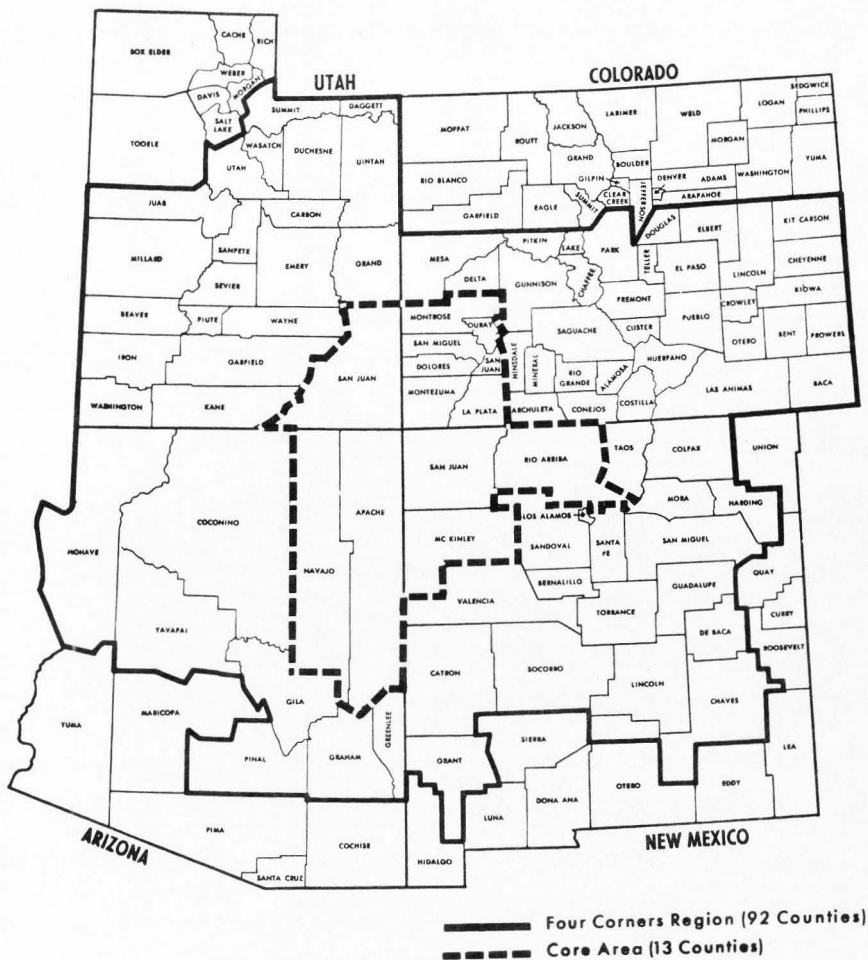 UTAH
COLORADO
BOX ELDER
CACHE
RICH
WEBER
DAVIS
MORGAN
SALT LAKE
TOOELE
SUMMIT
DAGGETT
WASATCH
DUCHESNE
UINTAH
UTAH
JUAB
CARBON
MILLARD
SANPETE
EMERY
GRAND
SEVIER
BEAVER
PIUTE
WAYNE
IRON
GARFIELD
SAN JUAN
WASHINGTON
KANE
MOFFAT
ROUTT
JACKSON
LARIMER
WELD
LOGAN
SEDGWICK
PHILLIPS
MORGAN
GRAND
BOULDER
RIO BLANCO
GILPIN
CLEAR CREEK
JEFFERSON
DENVER
ADAMS
ARAPAHOE
WASHINGTON
YUMA
GARFIELD
EAGLE
SUMMIT
DOUGLAS
ELBERT
KIT CARSON
MESA
PITKIN
LAKE
PARK
TELLER
EL PASO
LINCOLN
CHEYENNE
DELTA
GUNNISON
CHAFFEE
FREMONT
KIOWA
CROWLEY
MONTROSE
OURAY
SAGUACHE
CUSTER
PUEBLO
OTERO
BENT
PROWERS
SAN MIGUEL
SAN JUAN
HINSDALE
MINERAL
RIO GRANDE
ALAMOSA
HUERFANO
DOLORES
MONTEZUMA
LA PLATA
ARCHULETA
CONEJOS
COSTILLA
LAS ANIMAS
BACA
MOHAVE
COCONINO
NAVAJO
APACHE
YAVAPAI
GILA
YUMA
MARICOPA
PINAL
GRAHAM
GREENLEE
PIMA
COCHISE
SANTA CRUZ
SAN JUAN
RIO ARRIBA
TAOS
COLFAX
UNION
MORA
HARDING
LOS ALAMOS
MC KINLEY
SANDOVAL
SANTA FE
SAN MIGUEL
BERNALILLO
VALENCIA
GUADALUPE
QUAY
TORRANCE
CURRY
DE BACA
ROOSEVELT
CATRON
SOCORRO
LINCOLN
CHAVES
SIERRA
GRANT
LEA
LUNA
DONA ANA
OTERO
EDDY
HIDALGO
ARIZONA
NEW MEXICO
Four Corners Region (92 Counties)
Core Area (13 Counties)